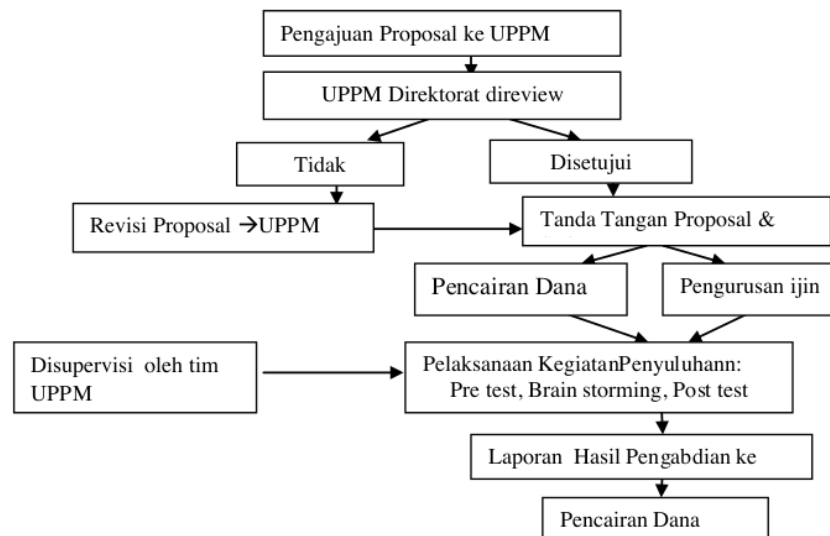 Pengajuan Proposal ke UPPM
UPPM Direktorat direview
Tidak
Disetujui
Revisi Proposal →UPPM
Tanda Tangan Proposal &
Pencairan Dana
Pengurusan ijin
Disupervisi oleh tim
UPPM
Pelaksanaan KegiatanPenyuluhann:
Pre test, Brain storming, Post test
Laporan Hasil Pengabdian ke
Pencairan Dana